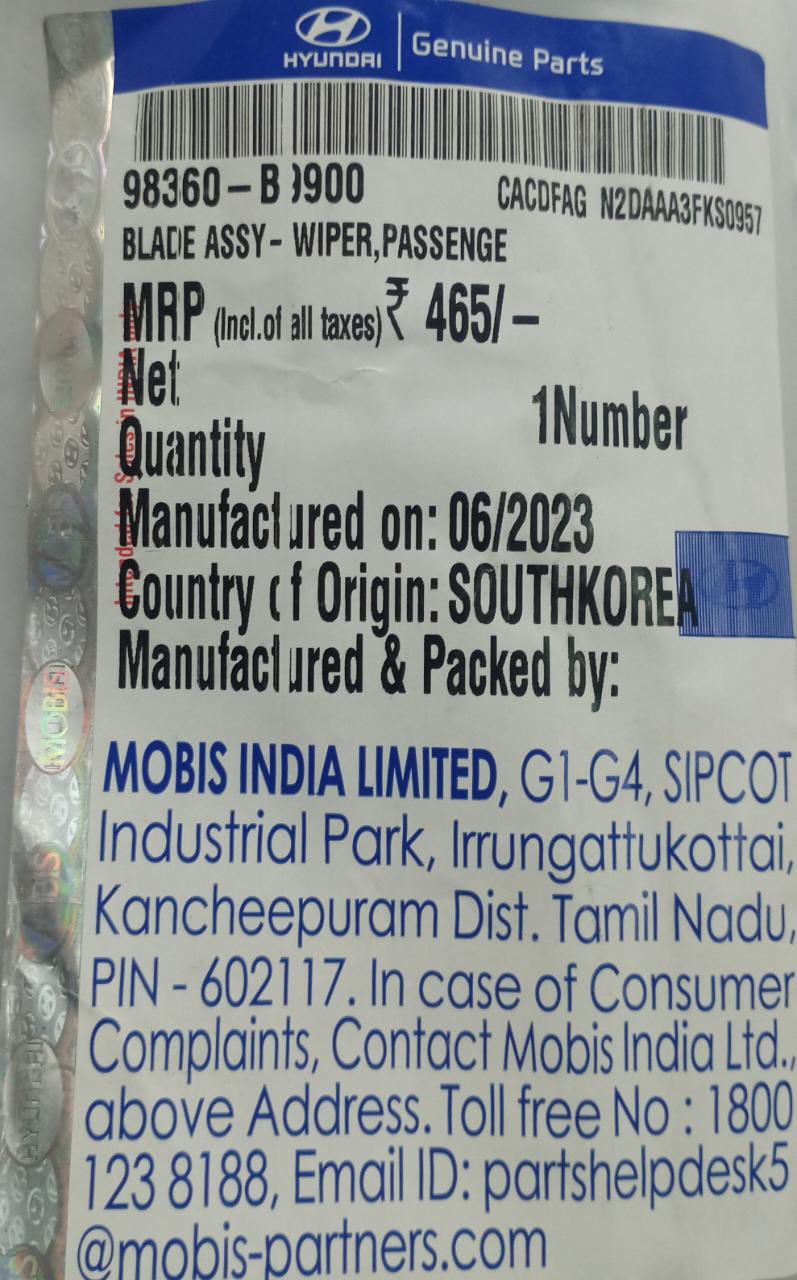 HYUNDAI | Genuine Parts
98360-B9900
CACDFAG N2DAAA3FKS0957
BLADE ASSY- WIPER,PASSENGE
MRP (Incl.of all taxes)₹ 465/-
Net
Quantity 1Number
Manufactured on: 06/2023
Country of Origin: SOUTHKOREA
Manufactured & Packed by:
MOBIS INDIA LIMITED, G1-G4, SIPCOT
Industrial Park, Irrungattukottai,
Kancheepuram Dist. Tamil Nadu,
PIN - 602117. In case of Consumer
Complaints, Contact Mobis India Ltd.,
above Address. Toll free No : 1800
123 8188, Email ID: partshelpdesk5
@mobis-partners.com
MOBIS